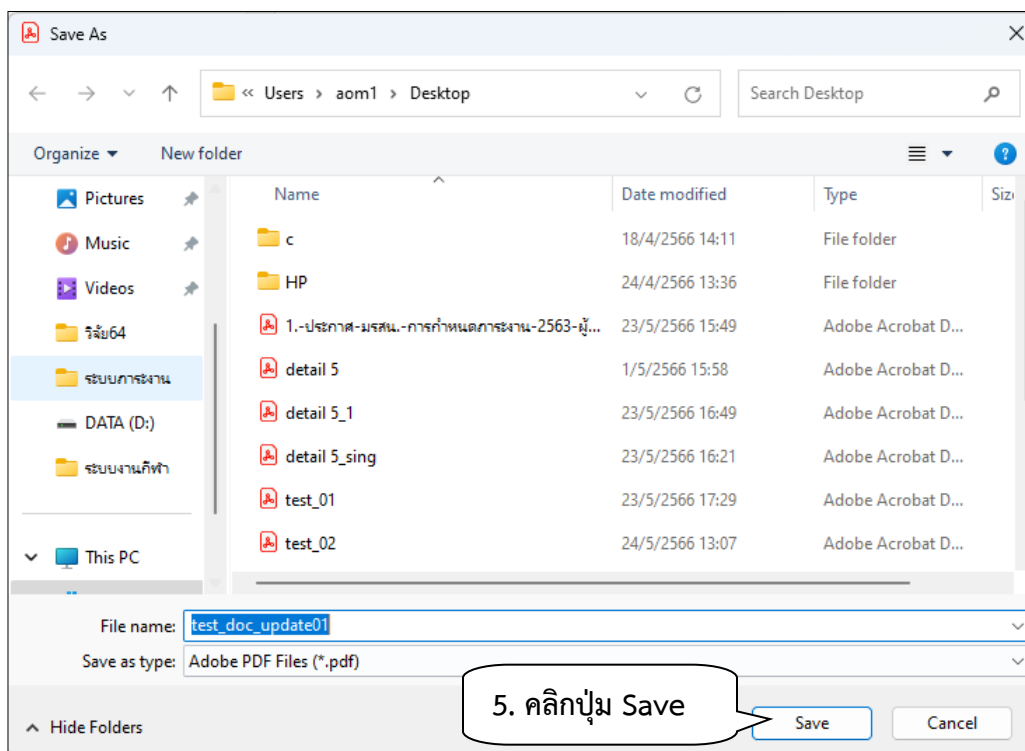 Save As
« Users > aom1 > Desktop
Search Desktop
Organize
New folder
Name
Date modified
Type
Siz
Pictures
Music
Videos
วิจัย64
ระบบภาระงาน
DATA (D:)
ระบบงานกีฬา
This PC
c 18/4/2566 14:11 File folder
HP 24/4/2566 13:36 File folder
1.-ประกาศ-มรสน.-การกำหนดภาระงาน-2563-ผู้... 23/5/2566 15:49 Adobe Acrobat D...
detail 5 1/5/2566 15:58 Adobe Acrobat D...
detail 5_1 23/5/2566 16:49 Adobe Acrobat D...
detail 5_sing 23/5/2566 16:21 Adobe Acrobat D...
test_01 23/5/2566 17:29 Adobe Acrobat D...
test_02 24/5/2566 13:07 Adobe Acrobat D...
File name: test_doc_update01
Save as type: Adobe PDF Files (*.pdf)
5. คลิกปุ่ม Save
Hide Folders
Save
Cancel